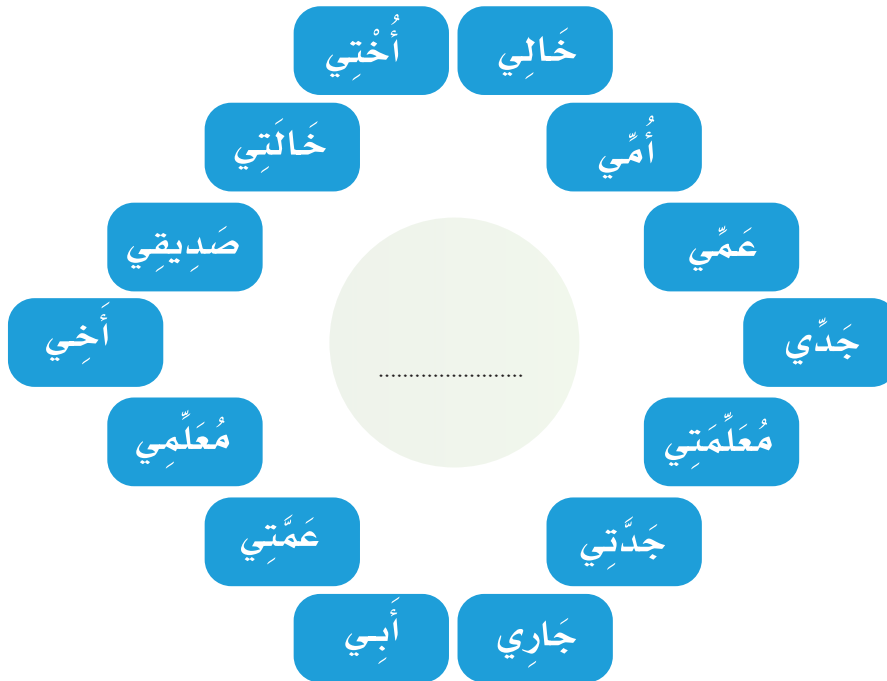 خَالِي
أُخْتِي
أُمِّي
خَالَتِي
عَمِّي
صَدِيقِي
جَدِّي
أَخِي
........................
مُعَلِّمَتِي
مُعَلِّمِي
جَدَّتِي
عَمَّتِي
جَارِي
أَبِي